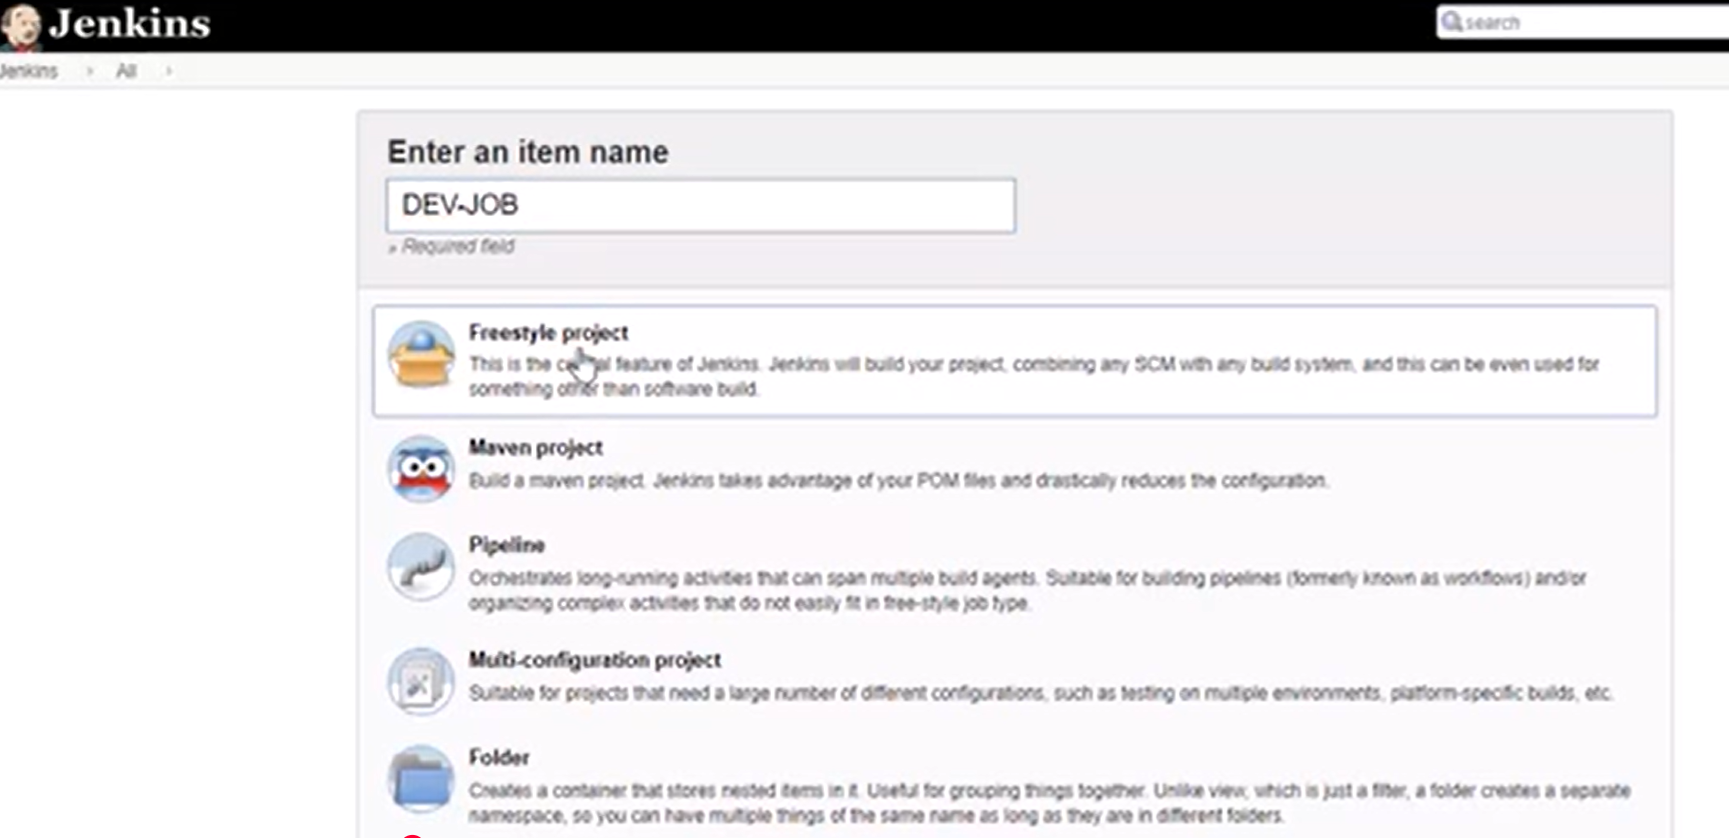 Jenkins
search
Jenkins › All ›
Enter an item name
DEV-JOB
» Required field
Freestyle project
This is the central feature of Jenkins. Jenkins will build your project, combining any SCM with any build system, and this can be even used for
something other than software build.
Maven project
Build a maven project. Jenkins takes advantage of your POM files and drastically reduces the configuration.
Pipeline
Orchestrates long-running activities that can span multiple build agents. Suitable for building pipelines (formerly known as workflows) and/or
organizing complex activities that do not easily fit in free-style job type.
Multi-configuration project
Suitable for projects that need a large number of different configurations, such as testing on multiple environments, platform-specific builds, etc.
Folder
Creates a container that stores nested items in it. Useful for grouping things together. Unlike view, which is just a filter, a folder creates a separate
namespace, so you can have multiple things of the same name as long as they are in different folders.